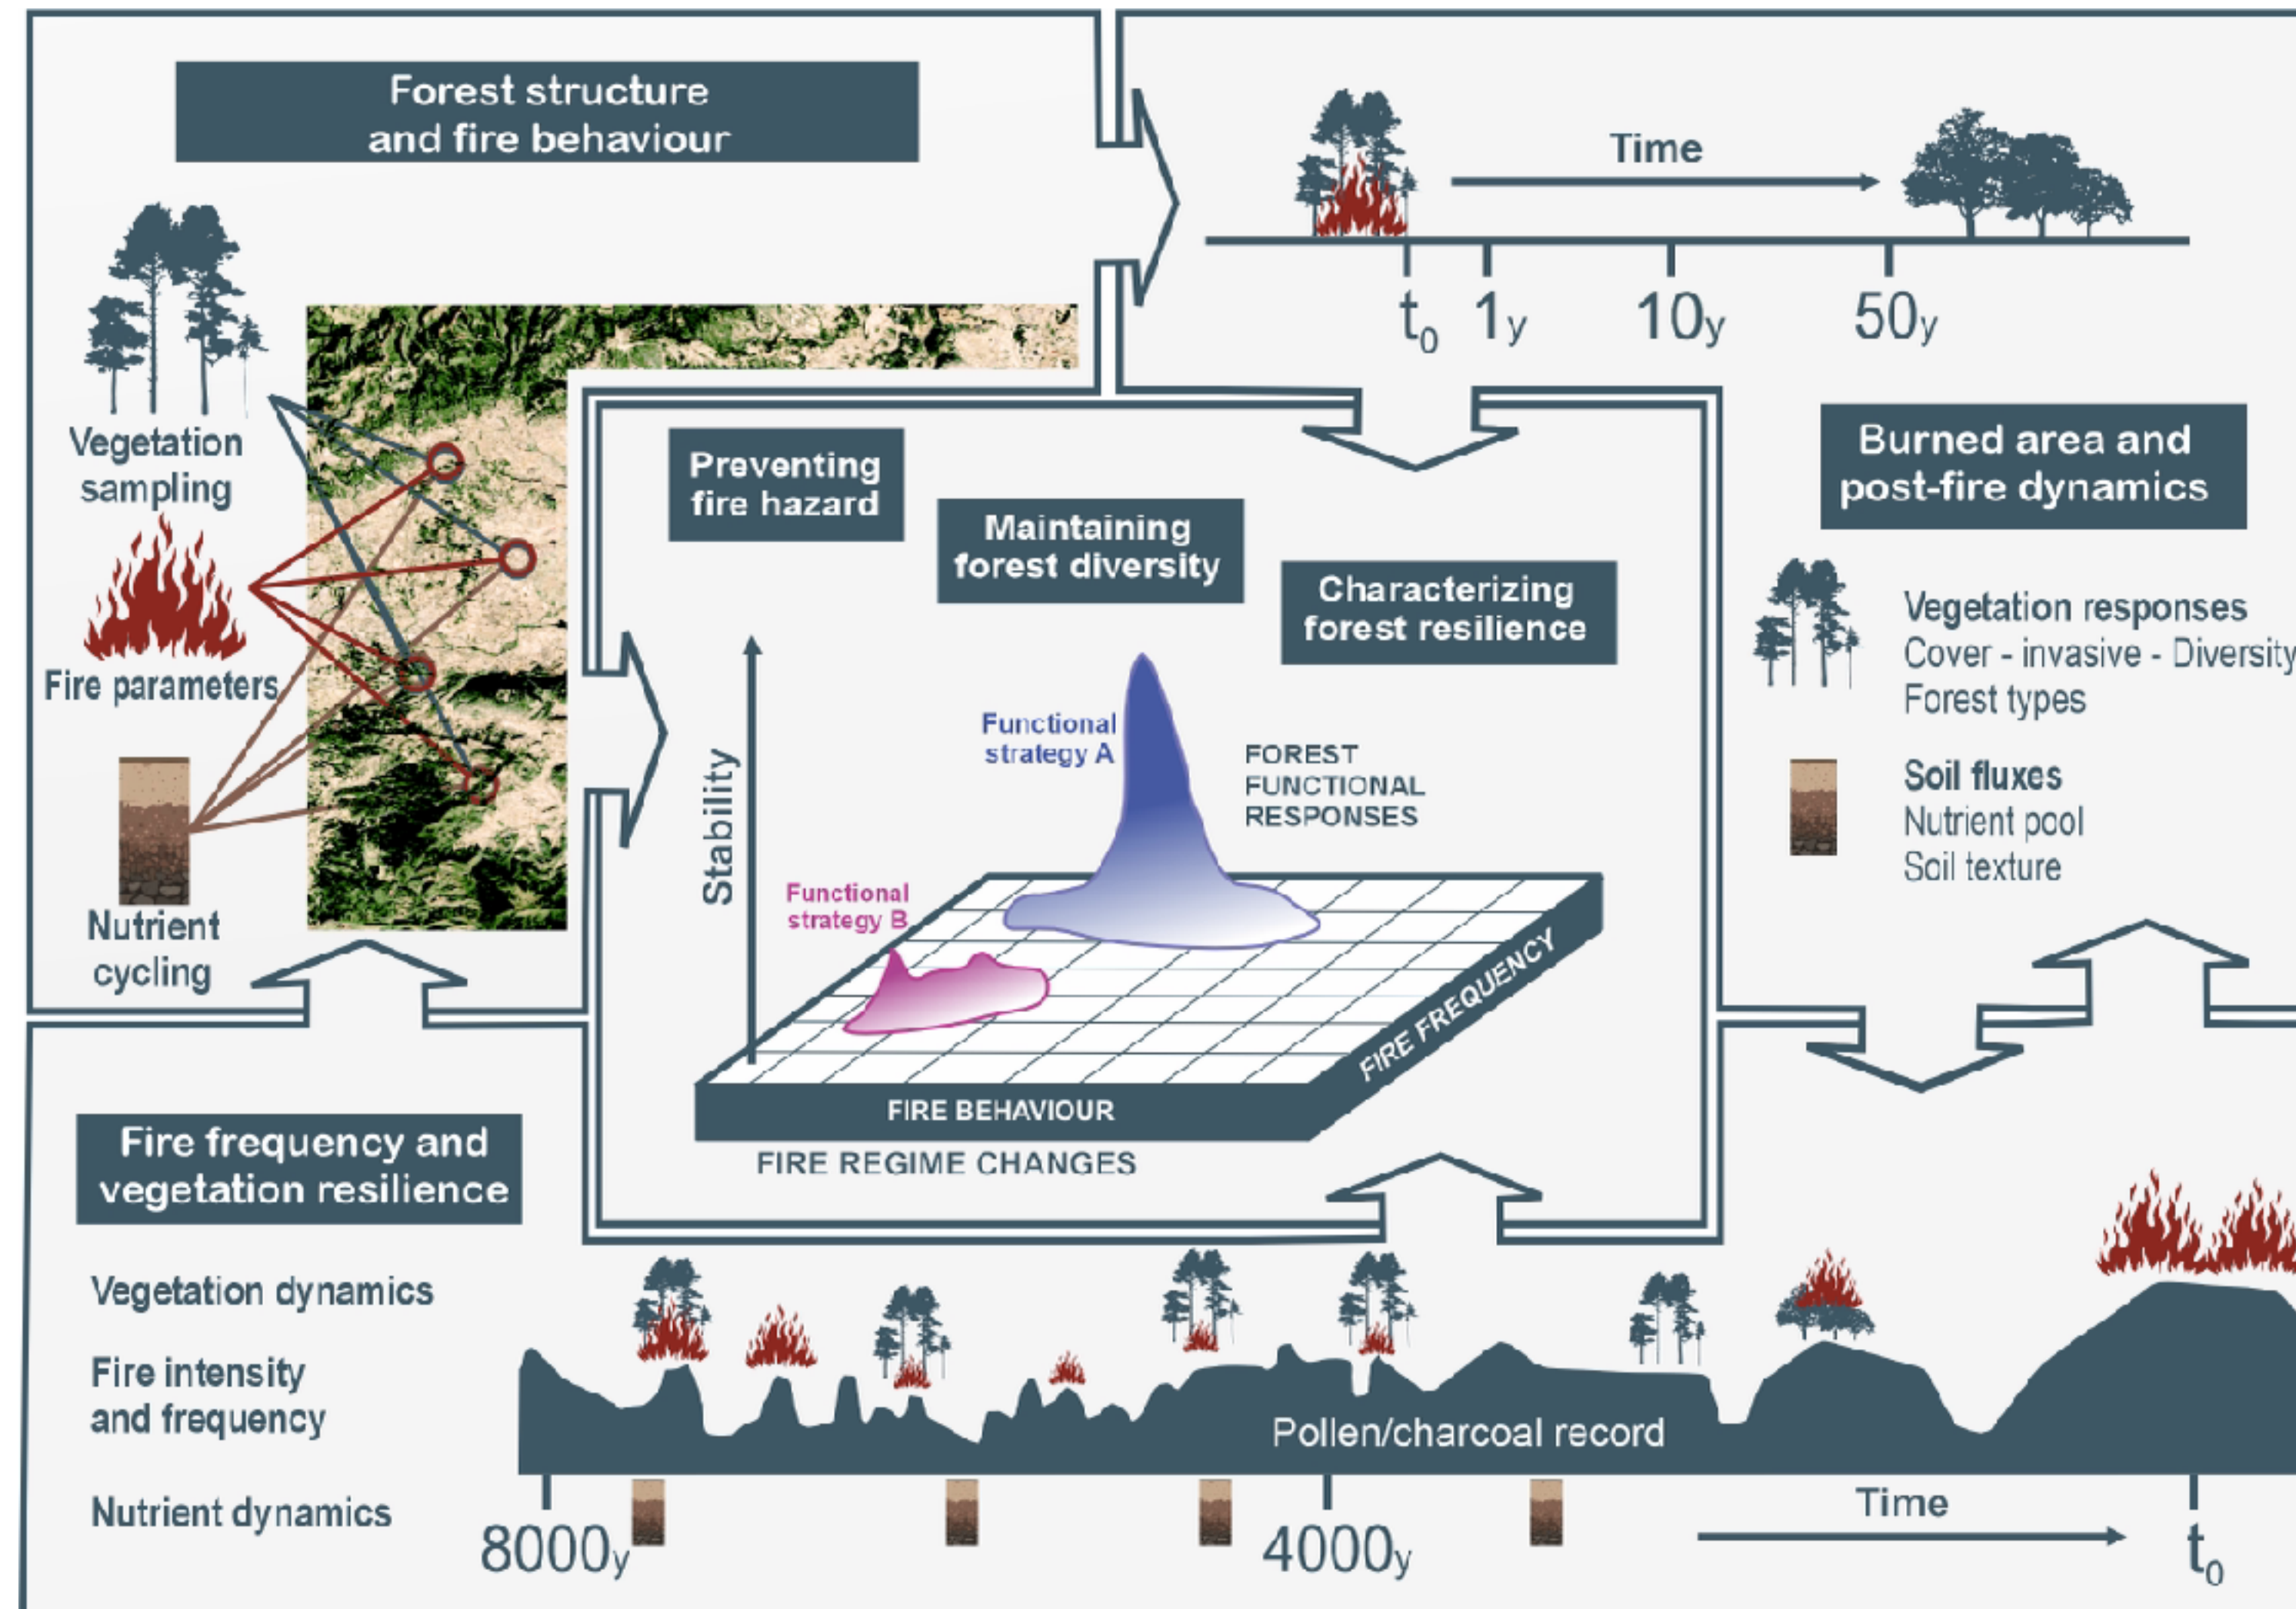 Forest structure
and fire behaviour
Vegetation
sampling
Fire parameters
Nutrient
cycling
Time
t0
1y
10y
50y
Burned area and
post-fire dynamics
Vegetation responses
Cover - invasive - Diversity
Forest types
Soil fluxes
Nutrient pool
Soil texture
Preventing
fire hazard
Maintaining
forest diversity
Characterizing
forest resilience
Stability
Functional
strategy A
FOREST
FUNCTIONAL
RESPONSES
Functional
strategy B
FIRE FREQUENCY
FIRE BEHAVIOUR
FIRE REGIME CHANGES
Fire frequency and
vegetation resilience
Vegetation dynamics
Fire intensity
and frequency
Nutrient dynamics
Pollen/charcoal record
8000y
4000y
Time
t0